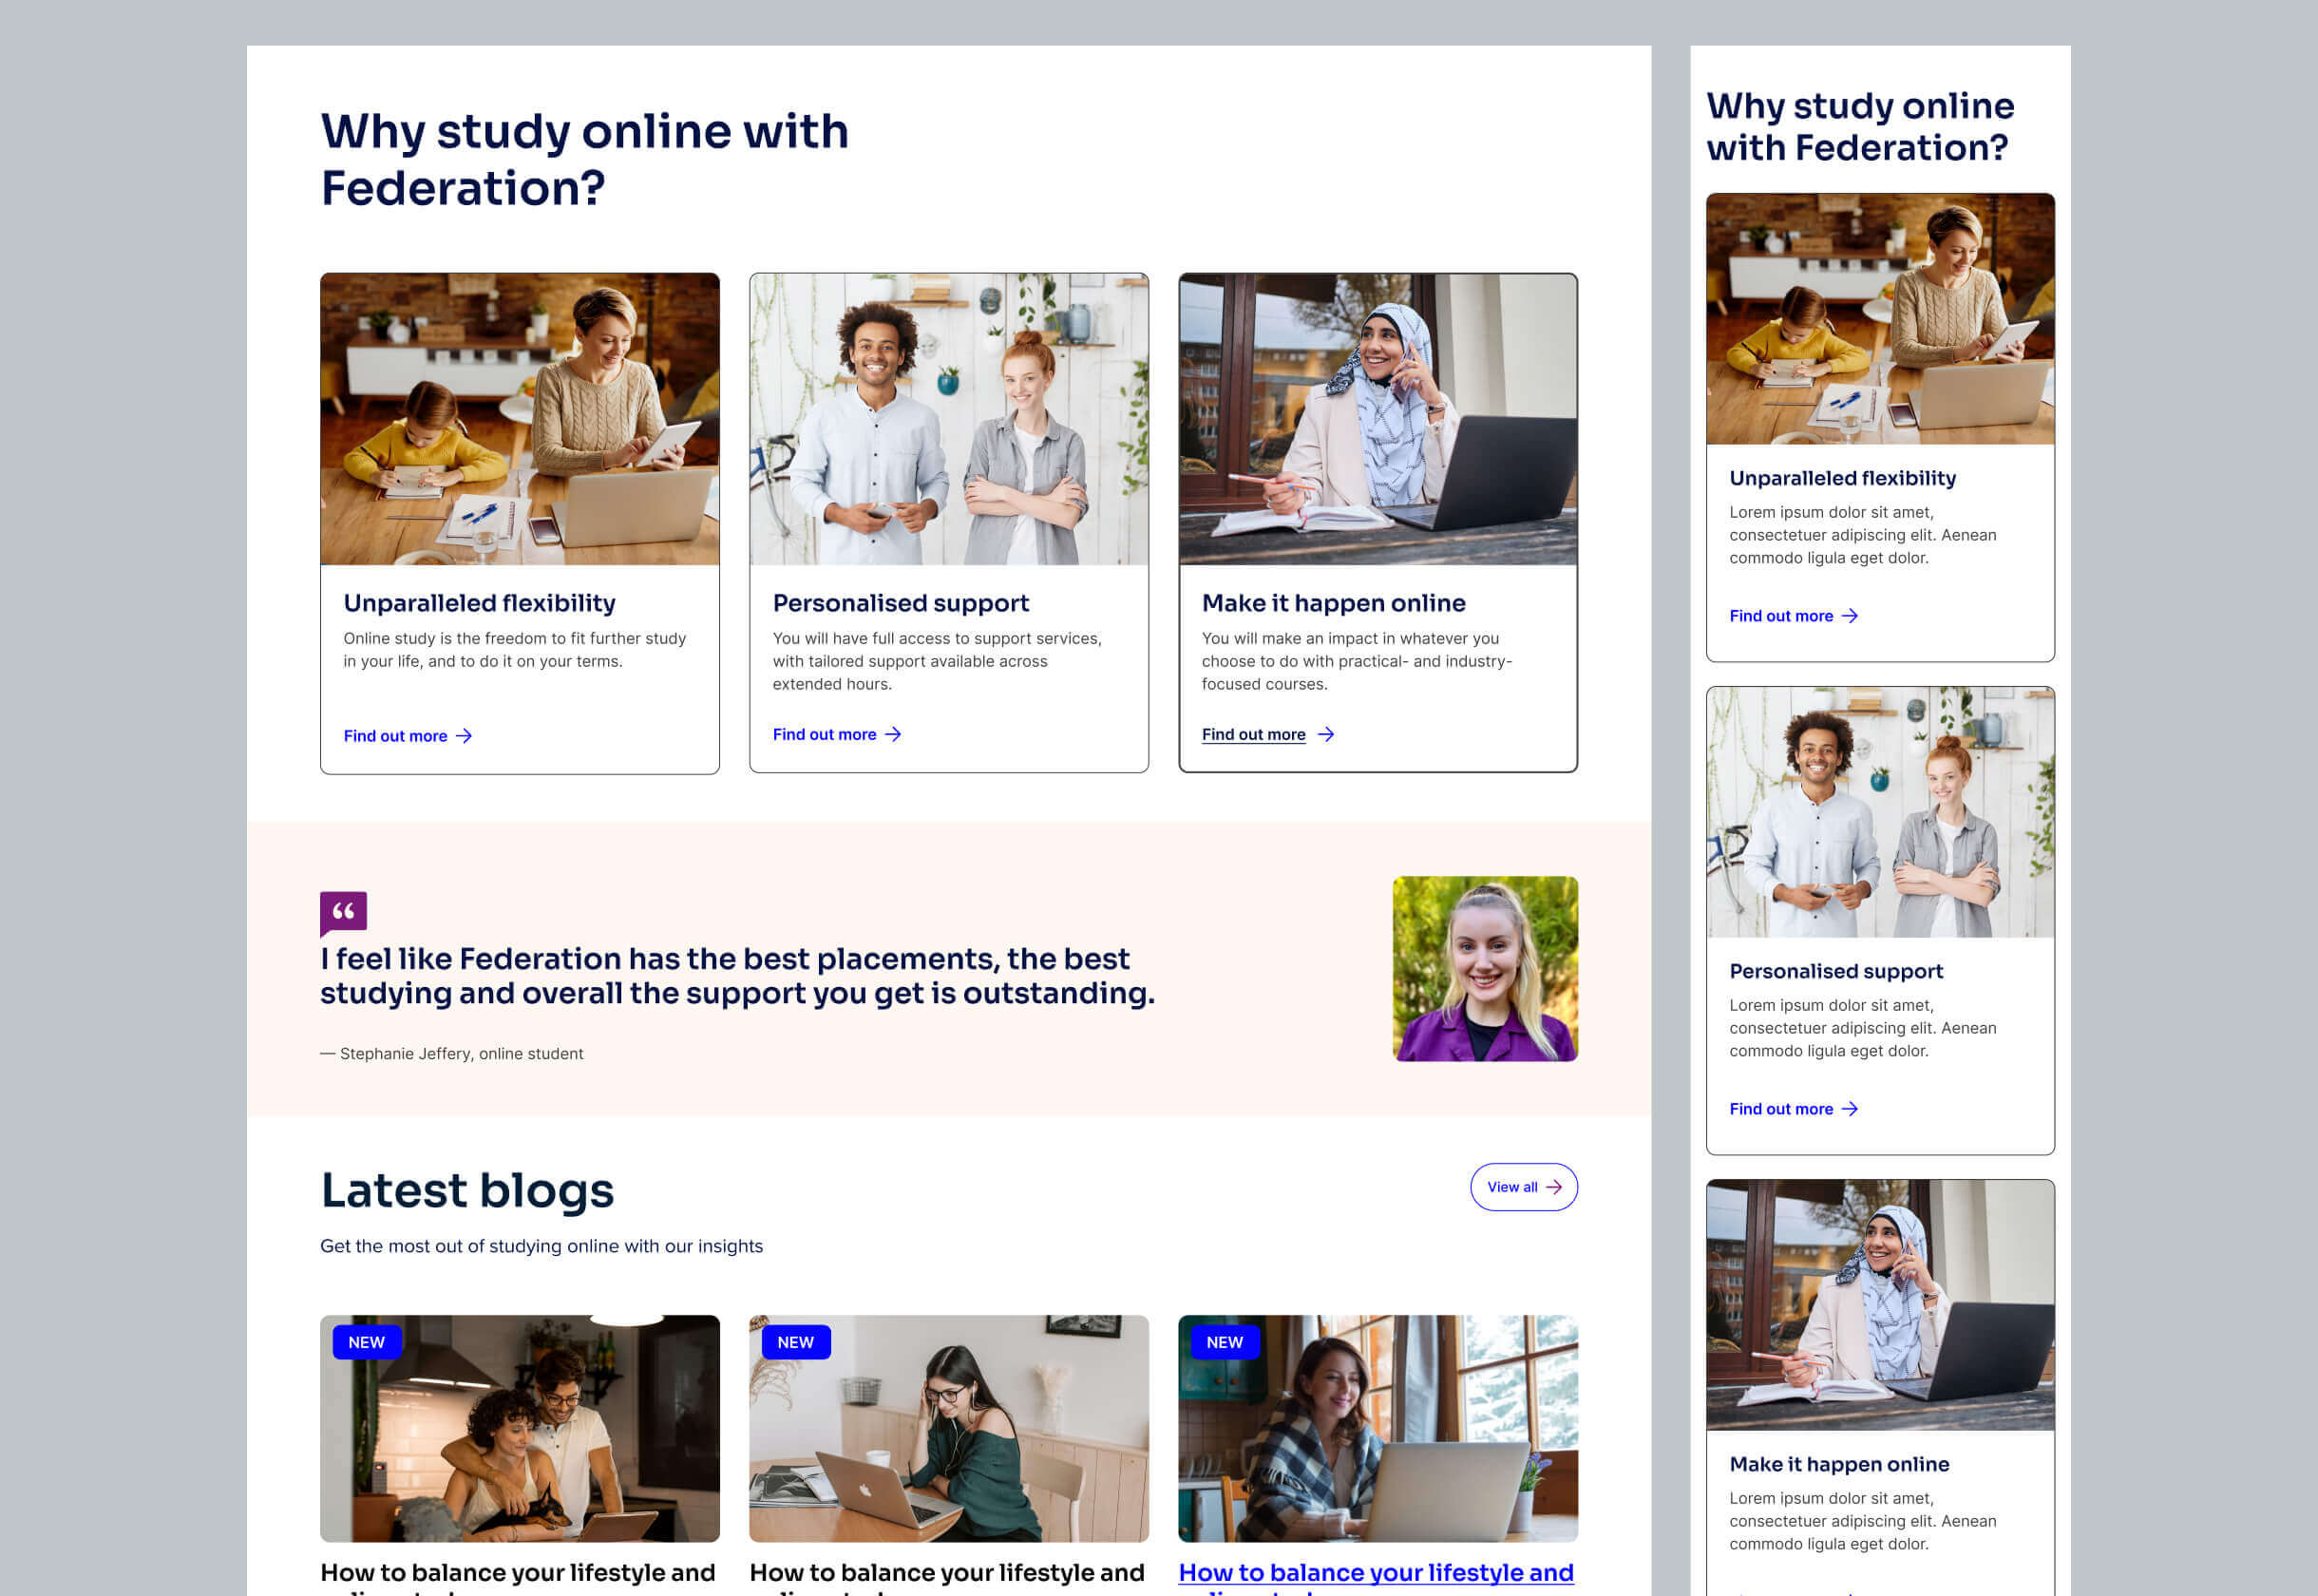 Why study online with
Federation?
Unparalleled flexibility
Online study is the freedom to fit further study
in your life, and to do it on your terms.
Find out more
Personalised support
You will have full access to support services,
with tailored support available across
extended hours.
Find out more
Make it happen online
You will make an impact in whatever you
choose to do with practical- and industry-
focused courses.
Find out more
“
I feel like Federation has the best placements, the best
studying and overall the support you get is outstanding.
— Stephanie Jeffery, online student
Latest blogs
View all
Get the most out of studying online with our insights
NEW
How to balance your lifestyle and
NEW
How to balance your lifestyle and
NEW
How to balance your lifestyle and
Why study online
with Federation?
Unparalleled flexibility
Lorem ipsum dolor sit amet,
consectetuer adipiscing elit. Aenean
commodo ligula eget dolor.
Find out more
Personalised support
Lorem ipsum dolor sit amet,
consectetuer adipiscing elit. Aenean
commodo ligula eget dolor.
Find out more
Make it happen online
Lorem ipsum dolor sit amet,
consectetuer adipiscing elit. Aenean
commodo ligula eget dolor.